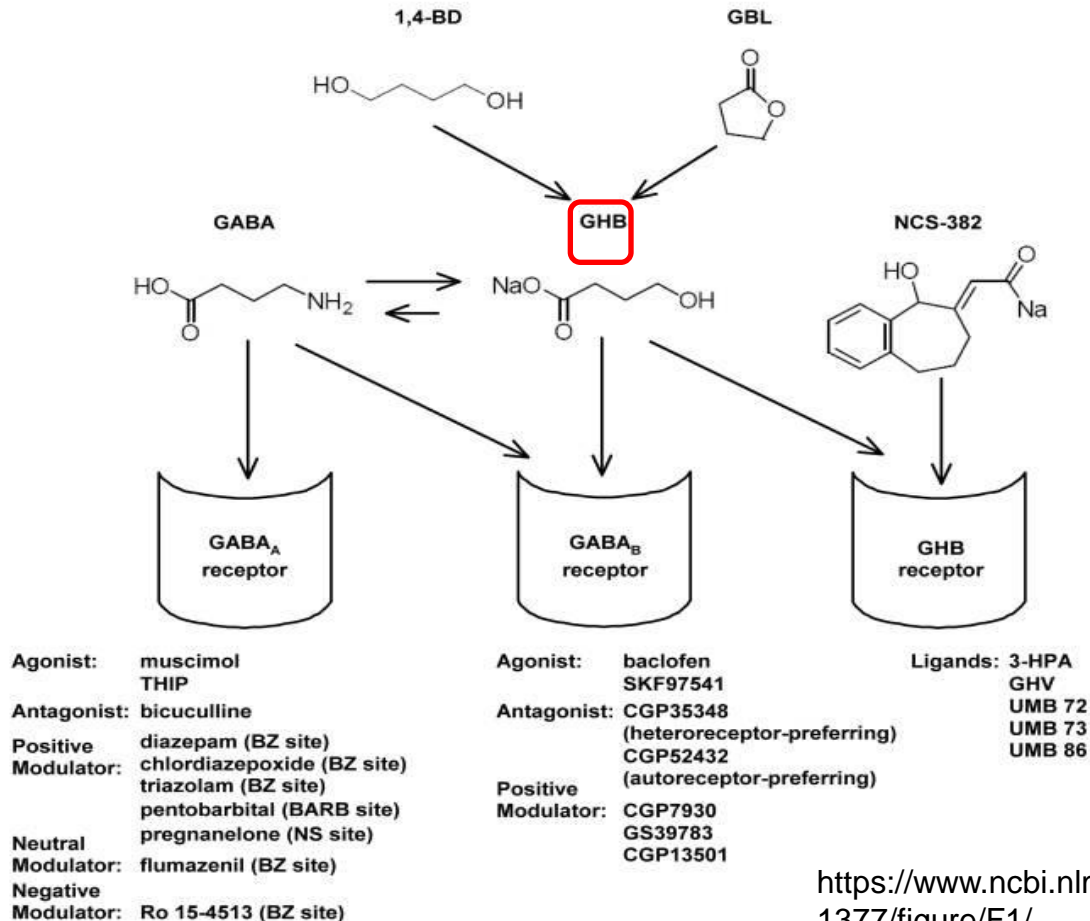 1,4-BD
GBL
HO
OH
O
O
GABA
GHB
NCS-382
HO
O
NH2
NaO
O
OH
HO
O
Na
GABAA
receptor
GABAB
receptor
GHB
receptor
Agonist: muscimol
THIP
Antagonist: bicuculline
Positive
Modulator: diazepam (BZ site)
chlordiazepoxide (BZ site)
triazolam (BZ site)
pentobarbital (BARB site)
pregnanelone (NS site)
Neutral
Modulator: flumazenil (BZ site)
Negative
Modulator: Ro 15-4513 (BZ site)
Agonist: baclofen
SKF97541
Antagonist: CGP35348
(heteroreceptor-preferring)
CGP52432
(autoreceptor-preferring)
Positive
Modulator: CGP7930
GS39783
CGP13501
Ligands: 3-HPA
GHV
UMB 72
UMB 73
UMB 86
https://www.ncbi.nlr
1377/figure/F1/